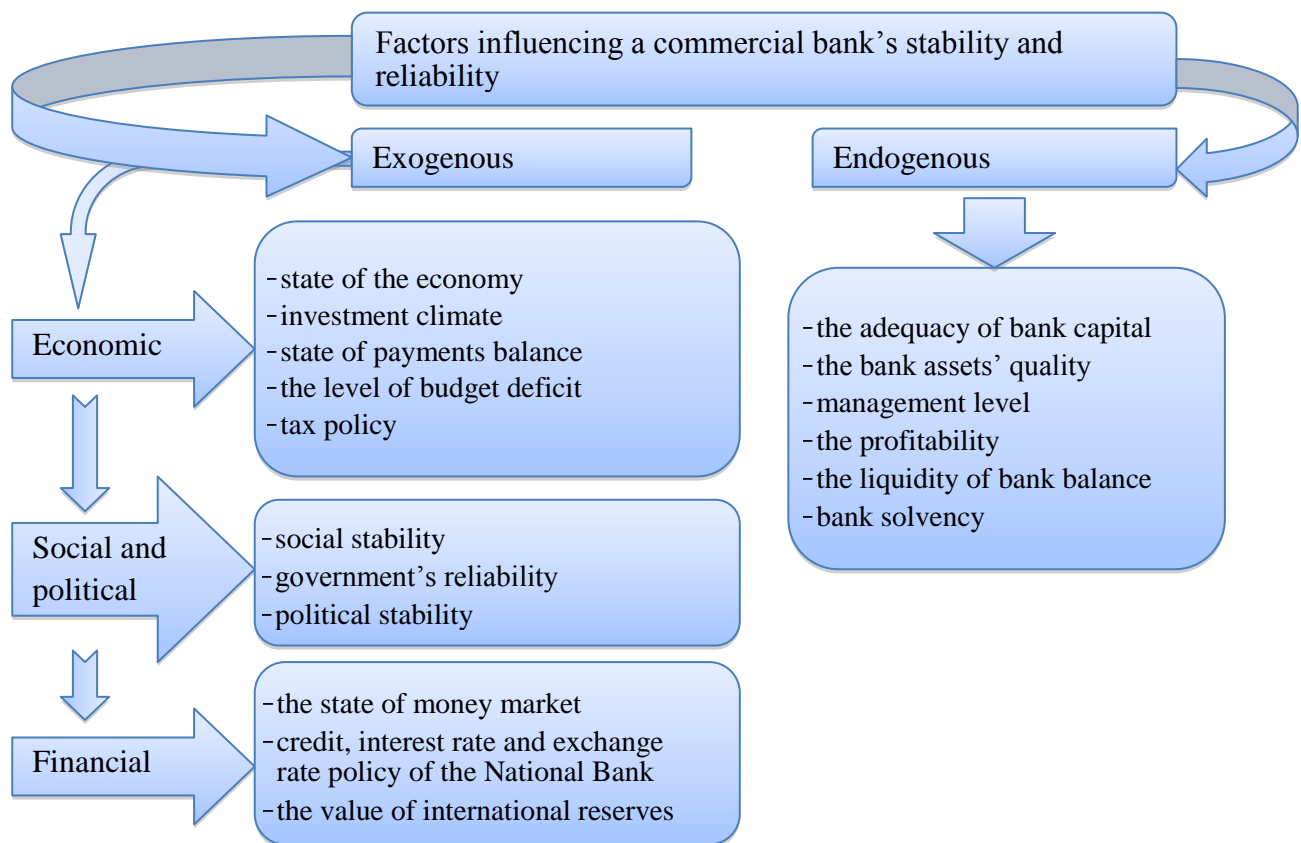 Factors influencing a commercial bank’s stability and
reliability
Exogenous
Endogenous
Economic
-state of the economy
-investment climate
-state of payments balance
-the level of budget deficit
-tax policy
Social and
political
-social stability
-government’s reliability
-political stability
Financial
-the state of money market
-credit, interest rate and exchange
rate policy of the National Bank
-the value of international reserves
-the adequacy of bank capital
-the bank assets’ quality
-management level
-the profitability
-the liquidity of bank balance
-bank solvency